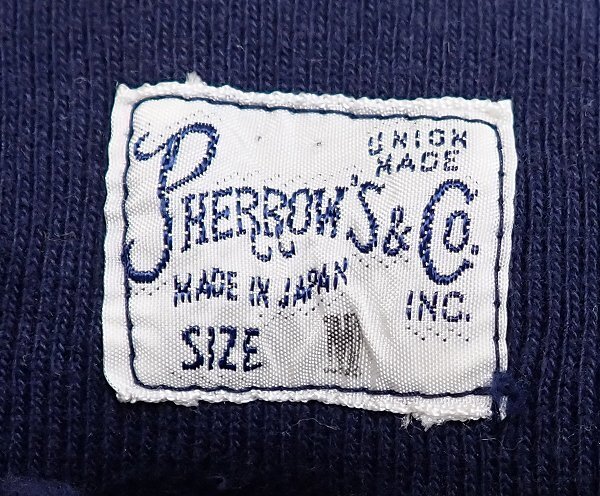 UNION
MADE
PHERROW'S & CO.
MADE IN JAPAN
INC.
SIZE M